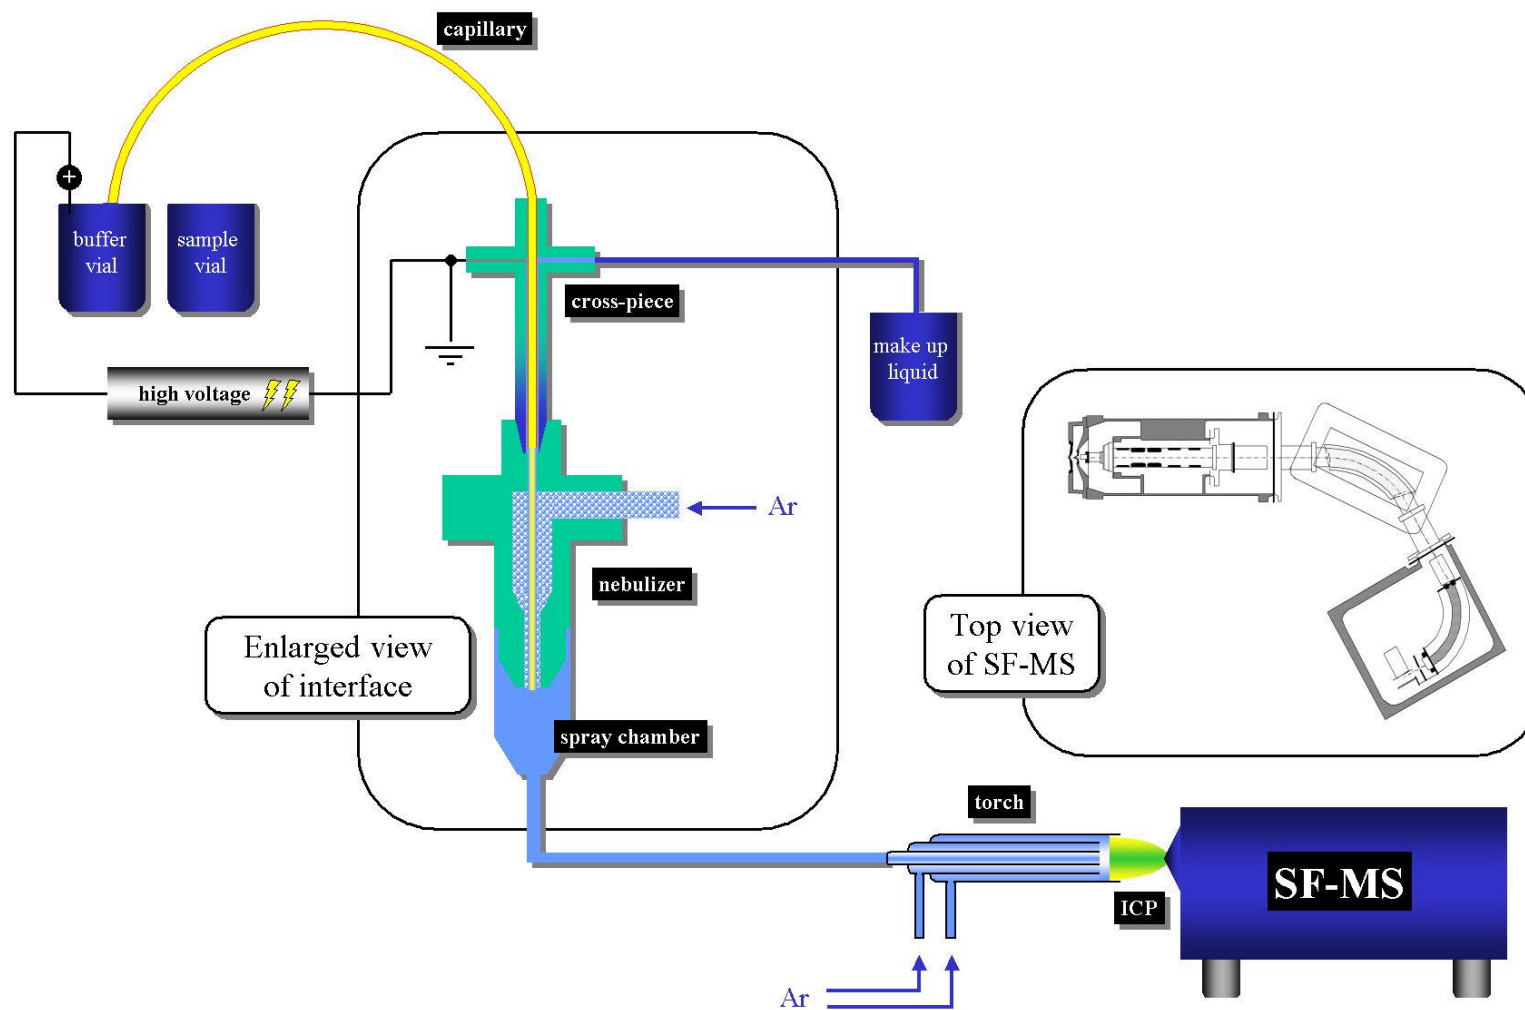 capillary
+
buffer
vial
sample
vial
cross-piece
make up
liquid
high voltage
Ar
nebulizer
Enlarged view
of interface
Top view
of SF-MS
spray chamber
torch
SF-MS
ICP
Ar